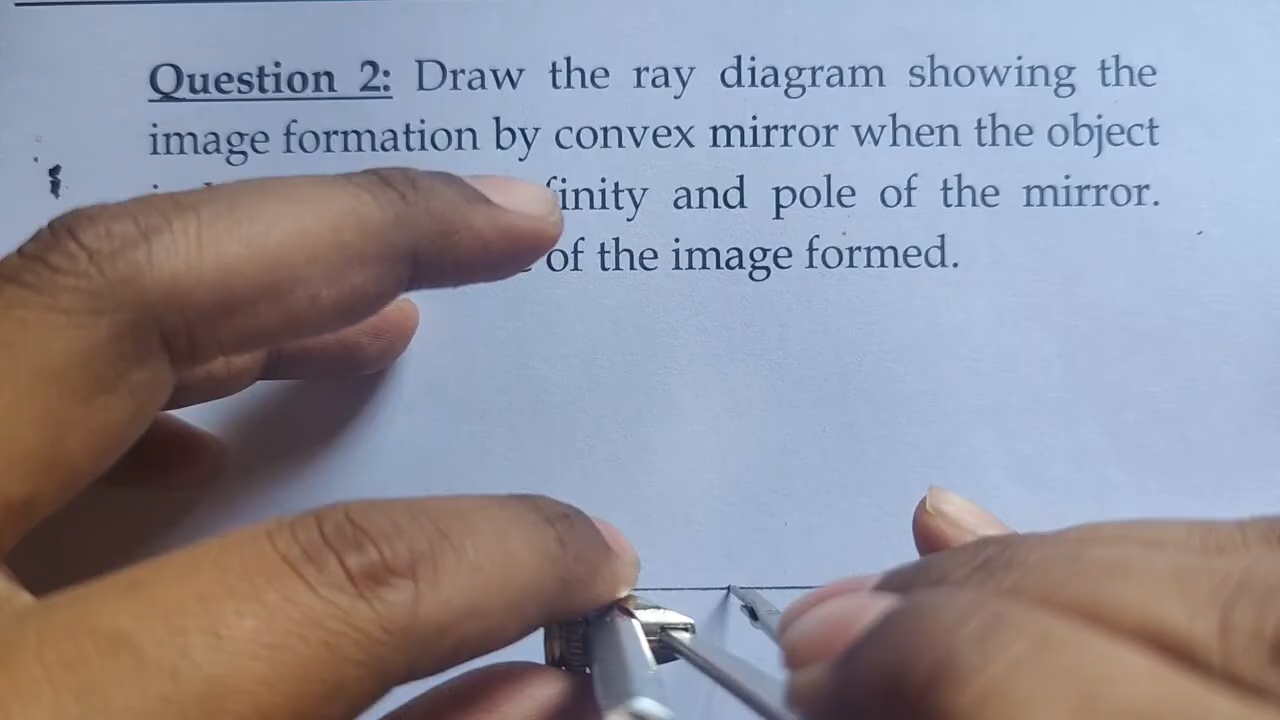 Question 2: Draw the ray diagram showing the
image formation by convex mirror when the object
and pole of the mirror.
of the image formed.